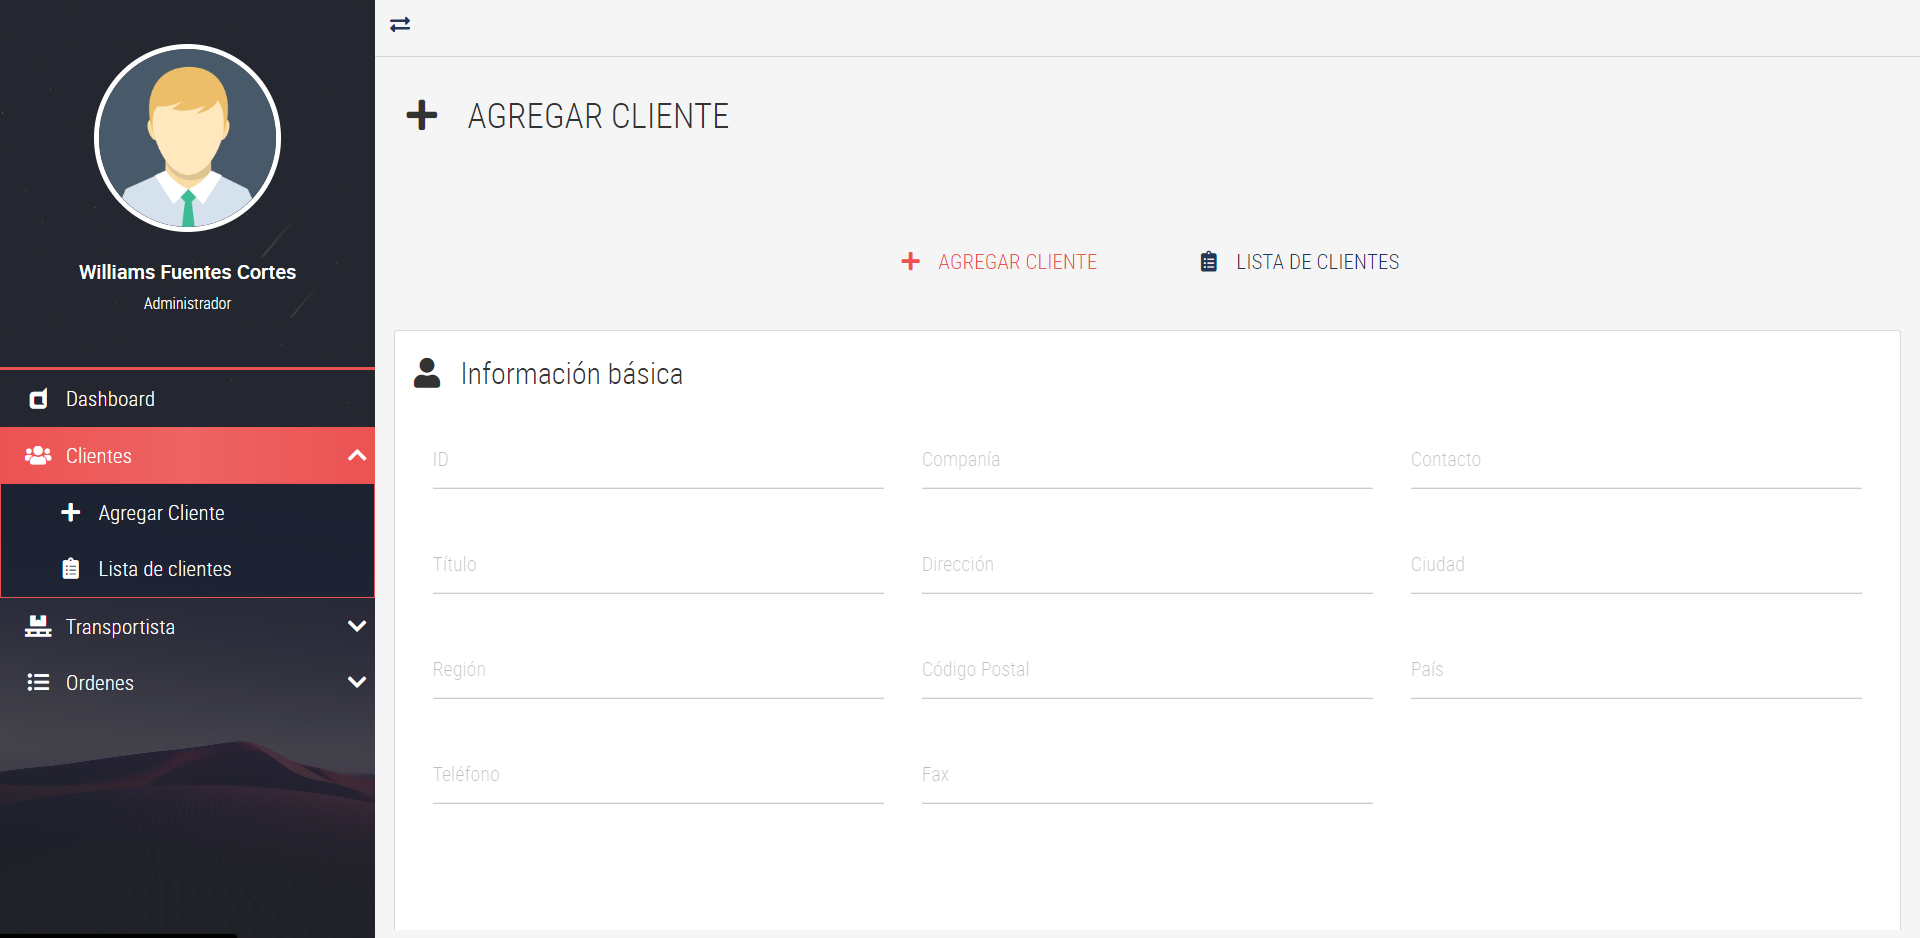 Williams Fuentes Cortes
Administrador
Dashboard
Clientes
Agregar Cliente
Lista de clientes
Transportista
Ordenes
AGREGAR CLIENTE
AGREGAR CLIENTE
LISTA DE CLIENTES
Información básica
ID
Companía
Contacto
Título
Dirección
Ciudad
Región
Código Postal
País
Teléfono
Fax